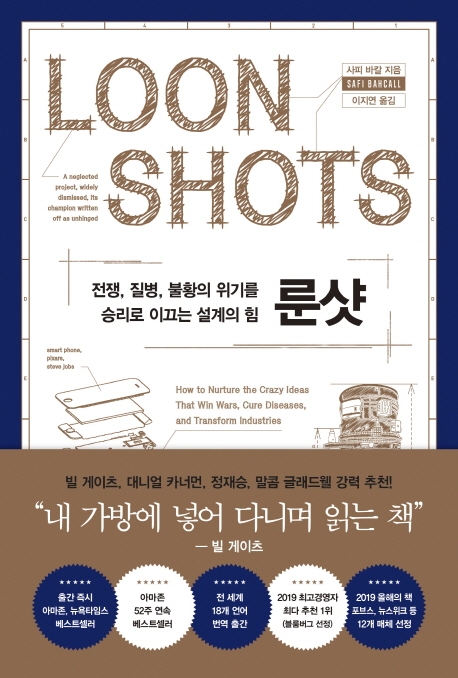 5 4 3 2 1
LOON
SHOTS
사피 바칼 지음
SAFI BAHCALL
이지연 옮김
A neglected
project, widely
dismissed, its
champion written
off as unhinged
전쟁, 질병, 불황의 위기를
승리로 이끄는 설계의 힘
룬샷
smart phone,
pixars,
steve jobs
How to Nurture the Crazy Ideas
That Win Wars, Cure Diseases,
and Transform Industries
A
B
C
D
E
A
B
C
D
E
빌 게이츠, 대니얼 카너먼, 정재승, 말콤 글래드웰 강력 추천!
“내 가방에 넣어 다니며 읽는 책”
— 빌 게이츠
★★★★★
출간 즉시
아마존, 뉴욕타임스
베스트셀러
★★★★★
아마존
52주 연속
베스트셀러
★★★★★
전 세계
18개 언어
번역 출간
★★★★★
2019 최고경영자
최다 추천 1위
(블룸버그 선정)
★★★★★
2019 올해의 책
포브스, 뉴스위크 등
12개 매체 선정